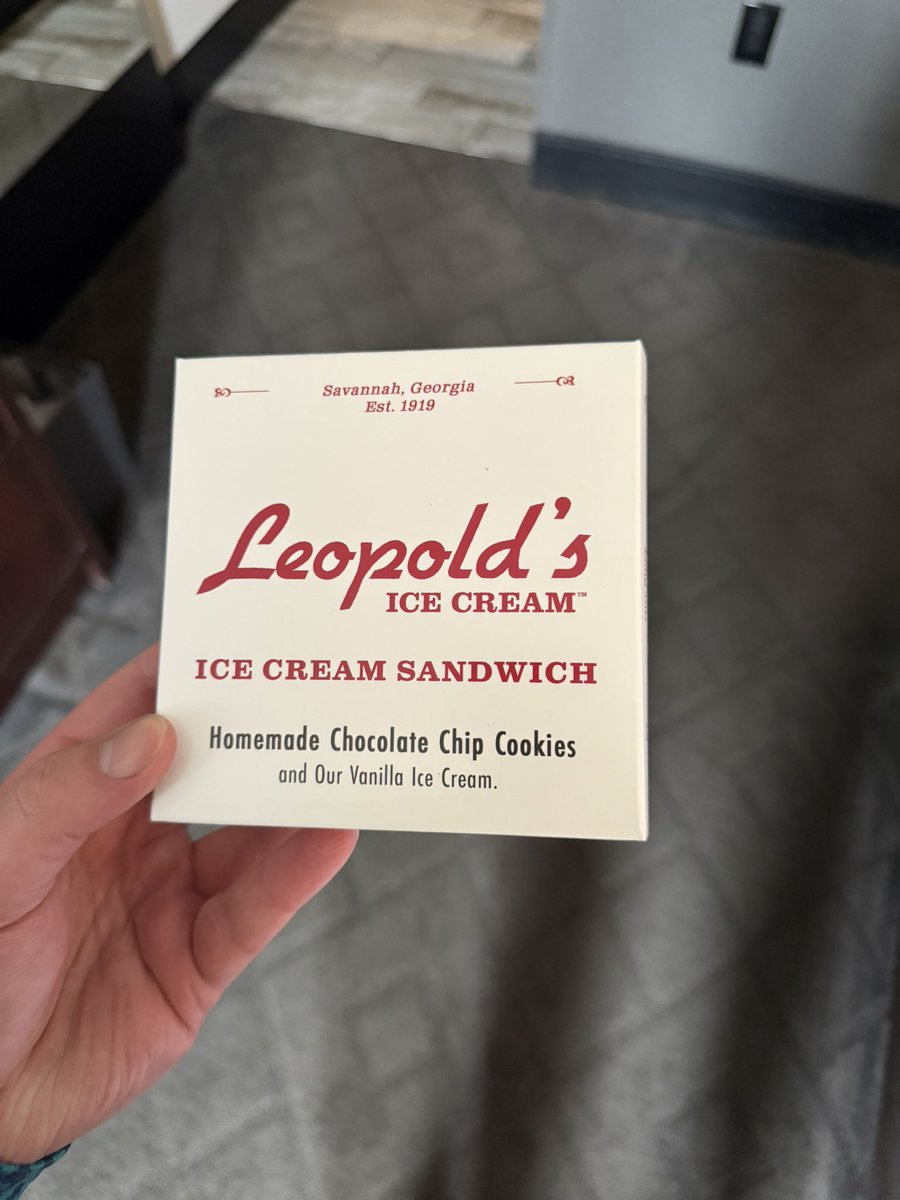 Savannah, Georgia
Est. 1919
Leopold's
ICE CREAM™
ICE CREAM SANDWICH
Homemade Chocolate Chip Cookies
and Our Vanilla Ice Cream.